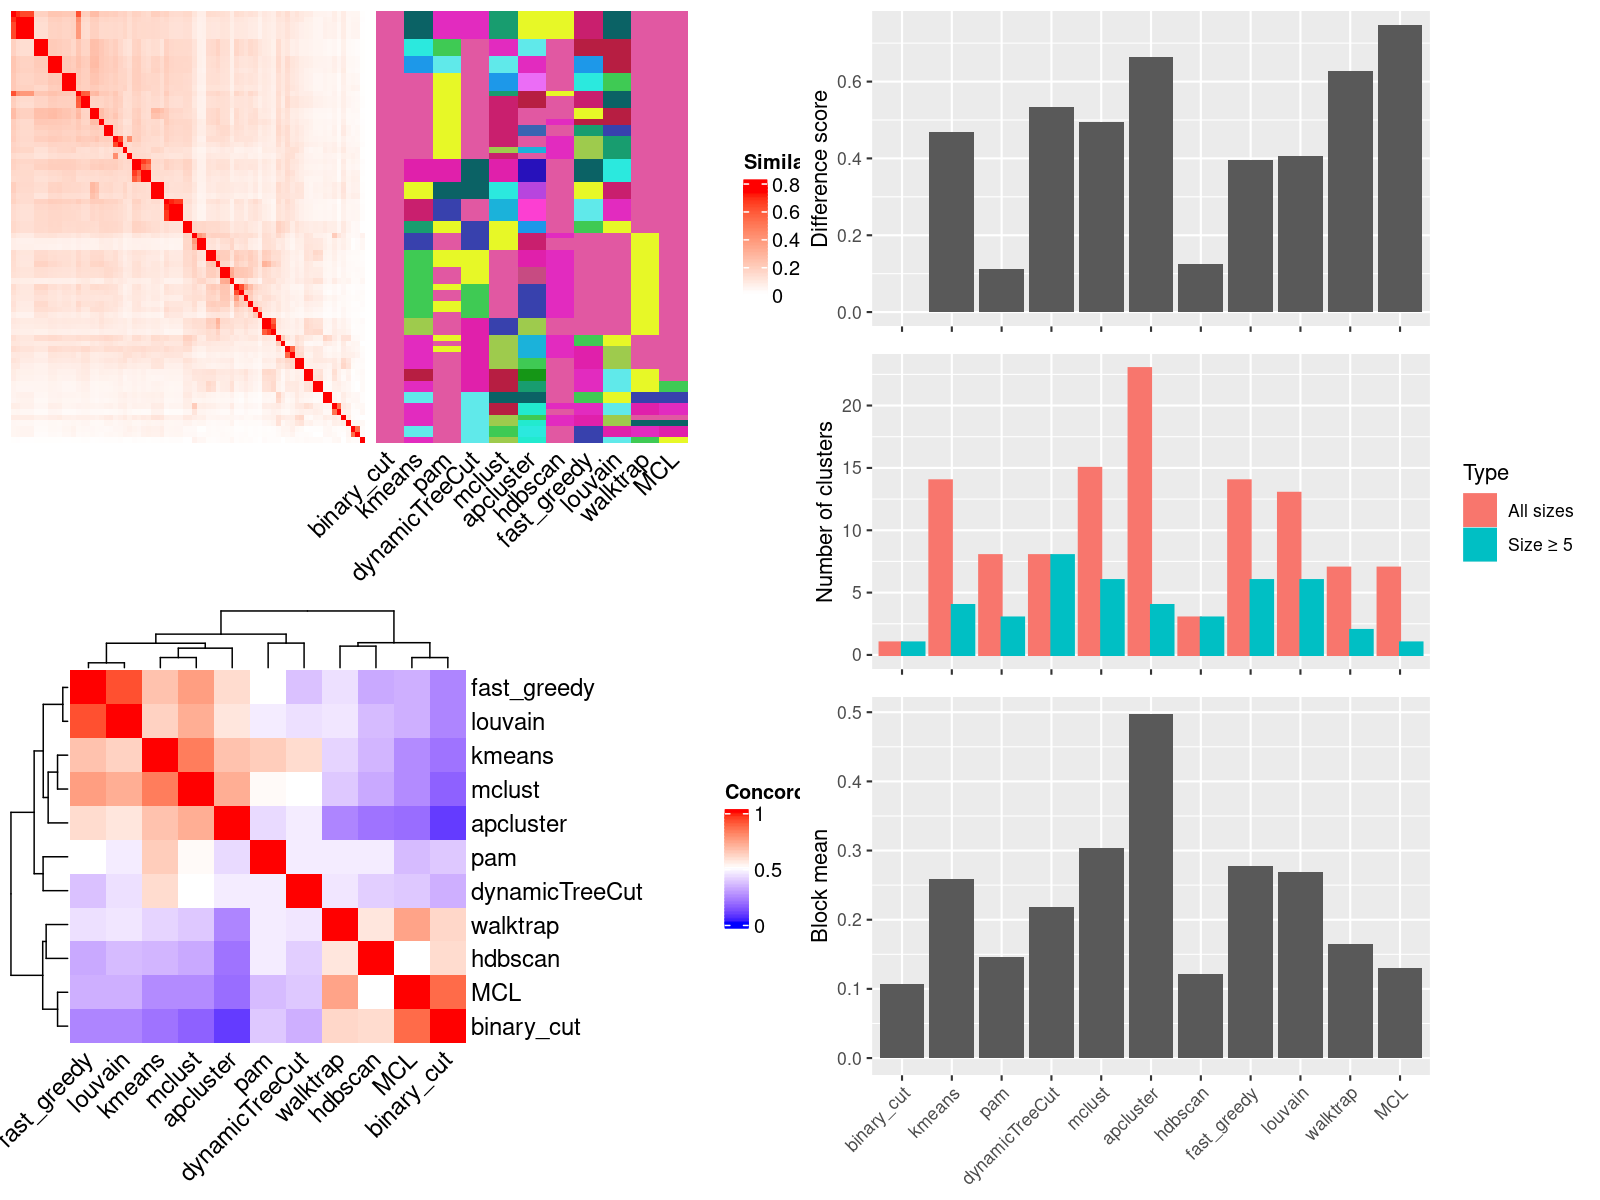 Simila
0.8
0.6
0.4
0.2
0
binary_cut
kmeans
pam
dynamicTreeCut
mclust
apcluster
hdbscan
fast_greedy
louvain
walktrap
MCL
fast_greedy
louvain
kmeans
mclust
apcluster
pam
dynamicTreeCut
walktrap
hdbscan
MCL
binary_cut
fast_greedy
louvain
kmeans
mclust
apcluster
pam
dynamicTreeCut
walktrap
hdbscan
MCL
binary_cut
Concord
1
0.5
0
Difference score
0.6
0.4
0.2
0.0
Number of clusters
20
15
10
5
0
Type
All sizes
Size ≥ 5
Block mean
0.5
0.4
0.3
0.2
0.1
0.0
binary_cut
kmeans
pam
dynamicTreeCut
mclust
apcluster
hdbscan
fast_greedy
louvain
walktrap
MCL